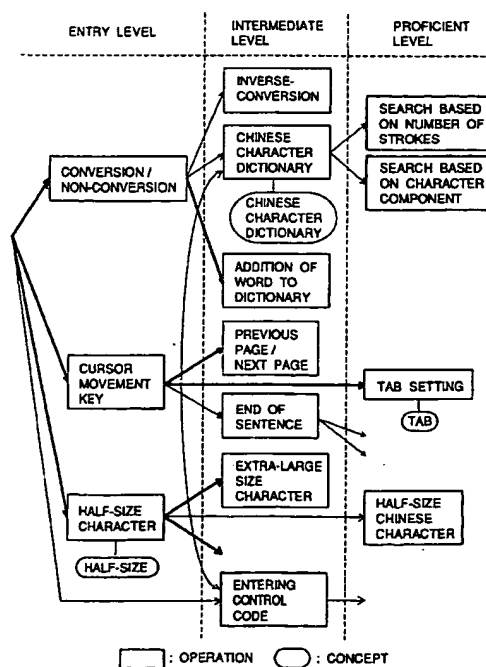 ENTRY LEVEL
INTERMEDIATE
LEVEL
PROFICIENT
LEVEL
INVERSE-
CONVERSION
CONVERSION /
NON-CONVERSION
CHINESE
CHARACTER
DICTIONARY
CHINESE
CHARACTER
DICTIONARY
SEARCH BASED
ON NUMBER OF
STROKES
SEARCH BASED
ON CHARACTER
COMPONENT
ADDITION OF
WORD TO
DICTIONARY
CURSOR
MOVEMENT
KEY
PREVIOUS
PAGE /
NEXT PAGE
TAB SETTING
TAB
END OF
SENTENCE
EXTRA-LARGE
SIZE
CHARACTER
HALF-SIZE
CHARACTER
HALF-SIZE
HALF-SIZE
CHINESE
CHARACTER
ENTERING
CONTROL
CODE
: OPERATION
: CONCEPT